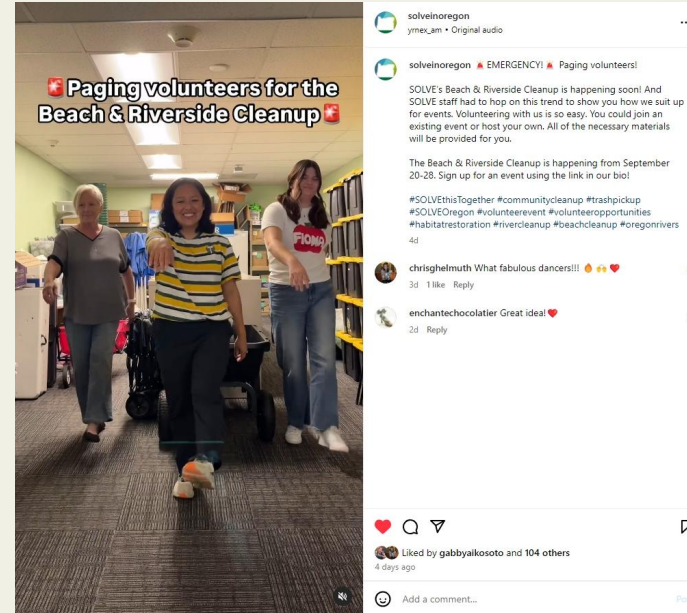 🚨Paging volunteers for the
Beach & Riverside Cleanup🚨
FIONA
solveinoregon
yrnex_am • Original audio
solveinoregon 🚨 EMERGENCY! 🚨 Paging volunteers!
SOLVE's Beach & Riverside Cleanup is happening soon! And
SOLVE staff had to hop on this trend to show you how we suit up
for events. Volunteering with us is so easy. You could join an
existing event or host your own. All of the necessary materials
will be provided for you.
The Beach & Riverside Cleanup is happening from September
20-28. Sign up for an event using the link in our bio!
#SOLVEthisTogether #communitycleanup #trashpickup
#SOLVEOregon #volunteerevent #volunteeropportunities
#habitatrestoration #rivercleanup #beachcleanup #oregonrivers
4d
chrisghelmuth What fabulous dancers!!! 🔥 🙌 ❤️
3d 1 like Reply
enchantechocolatier Great idea!❤️
2d Reply
Liked by gabbyaikosoto and 104 others
4 days ago
Add a comment...